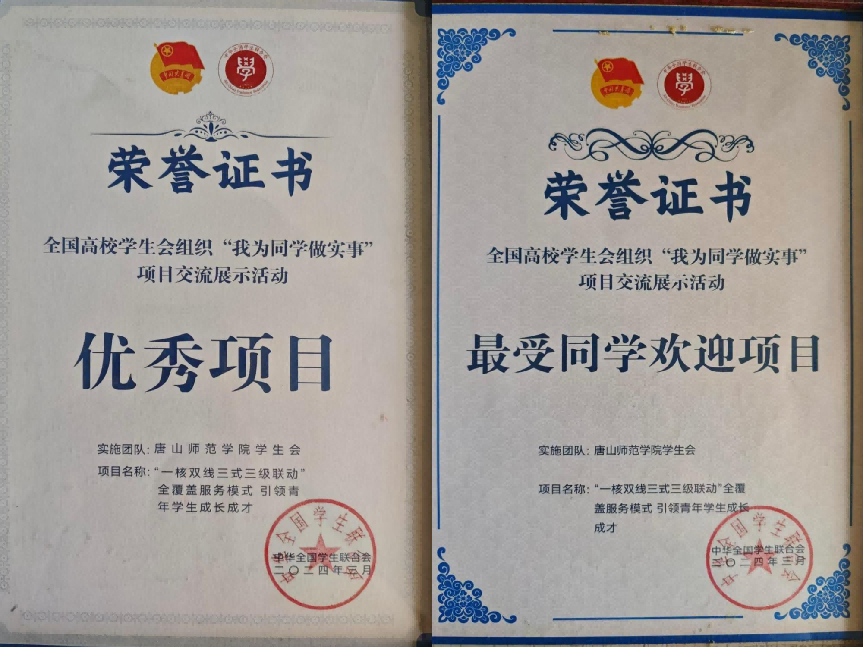 荣誉证书
全国高校学生会组织“我为同学做实事”
项目交流展示活动
优秀项目
实施团队：唐山师范学院学生会
项目名称：“一核双线三式三级联动”
全覆盖服务模式 引领青
年学生成长成才
中华全国学生联合会
二〇二四年三月
荣誉证书
全国高校学生会组织“我为同学做实事”
项目交流展示活动
最受同学欢迎项目
实施团队：唐山师范学院学生会
项目名称：“一核双线三式三级联动”全覆
盖服务模式 引领青年学生成长
成才
中华全国学生联合会
二〇二四年三月